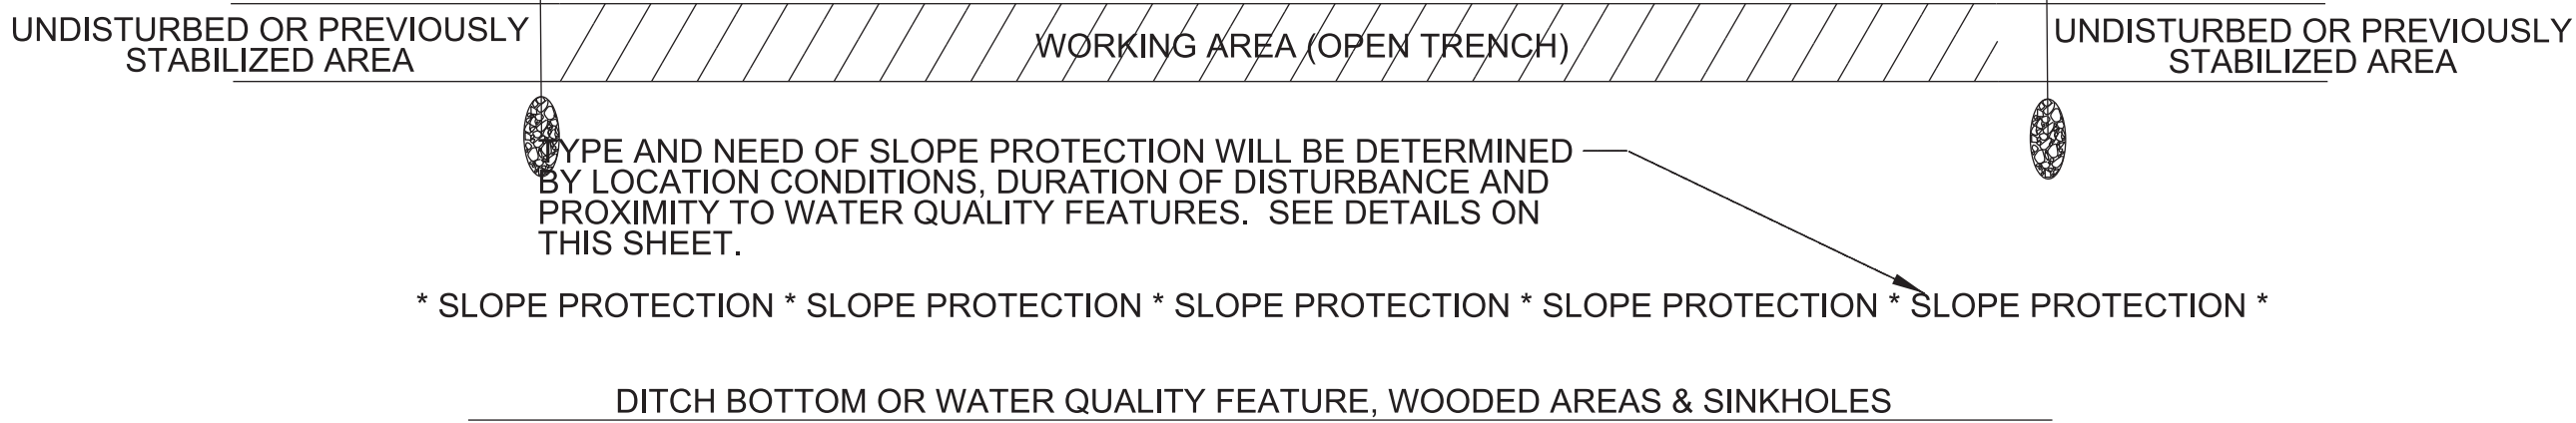 UNDISTURBED OR PREVIOUSLY
STABILIZED AREA
WORKING AREA (OPEN TRENCH)
UNDISTURBED OR PREVIOUSLY
STABILIZED AREA
TYPE AND NEED OF SLOPE PROTECTION WILL BE DETERMINED
BY LOCATION CONDITIONS, DURATION OF DISTURBANCE AND
PROXIMITY TO WATER QUALITY FEATURES.  SEE DETAILS ON
THIS SHEET.
* SLOPE PROTECTION * SLOPE PROTECTION * SLOPE PROTECTION * SLOPE PROTECTION * SLOPE PROTECTION *
DITCH BOTTOM OR WATER QUALITY FEATURE, WOODED AREAS & SINKHOLES